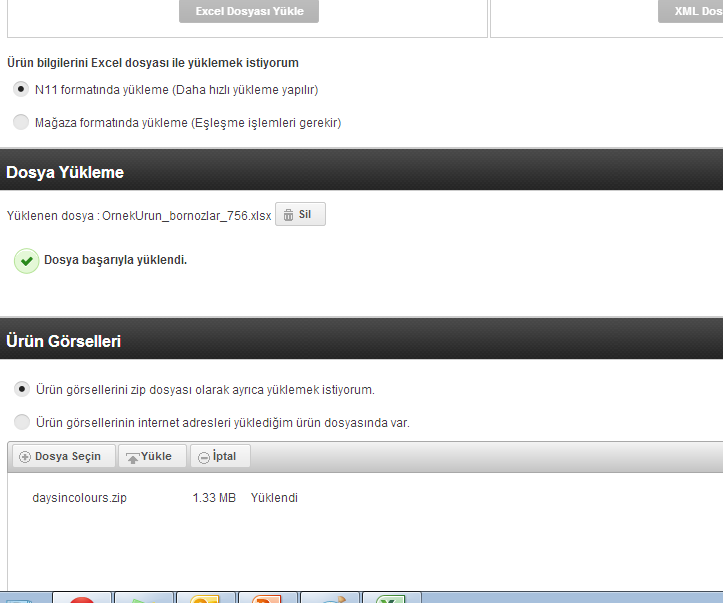 Excel Dosyası Yükle
XML Dos
Ürün bilgilerini Excel dosyası ile yüklemek istiyorum
N11 formatında yükleme (Daha hızlı yükleme yapılır)
Mağaza formatında yükleme (Eşleşme işlemleri gerekir)
Dosya Yükleme
Yüklenen dosya : OrnekUrun_bornozlar_756.xlsx Sil
Dosya başarıyla yüklendi.
Ürün Görselleri
Ürün görsellerini zip dosyası olarak ayrıca yüklemek istiyorum.
Ürün görsellerinin internet adresleri yüklediğim ürün dosyasında var.
Dosya Seçin Yükle İptal
daysincolours.zip 1.33 MB Yüklendi